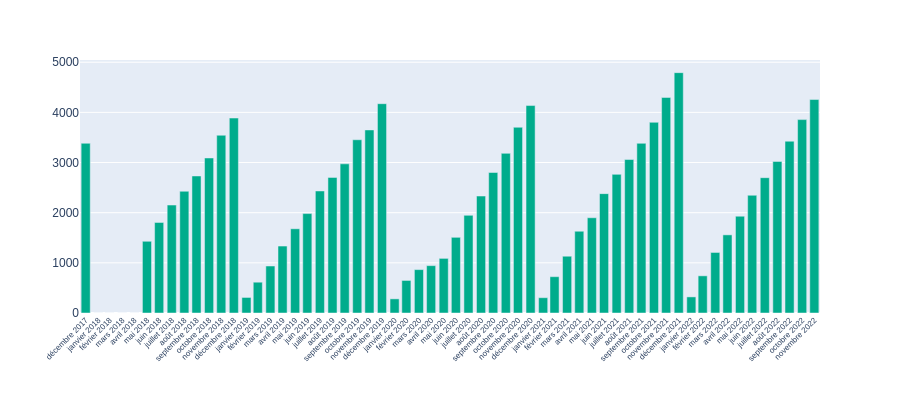 5000
4000
3000
2000
1000
0
décembre 2017
janvier 2018
février 2018
mars 2018
avril 2018
mai 2018
juin 2018
juillet 2018
août 2018
septembre 2018
octobre 2018
novembre 2018
décembre 2018
janvier 2019
février 2019
mars 2019
avril 2019
mai 2019
juin 2019
juillet 2019
août 2019
septembre 2019
octobre 2019
novembre 2019
décembre 2019
janvier 2020
février 2020
mars 2020
avril 2020
mai 2020
juin 2020
juillet 2020
août 2020
septembre 2020
octobre 2020
novembre 2020
décembre 2020
janvier 2021
février 2021
mars 2021
avril 2021
mai 2021
juin 2021
juillet 2021
août 2021
septembre 2021
octobre 2021
novembre 2021
décembre 2021
janvier 2022
février 2022
mars 2022
avril 2022
mai 2022
juin 2022
juillet 2022
août 2022
septembre 2022
octobre 2022
novembre 2022